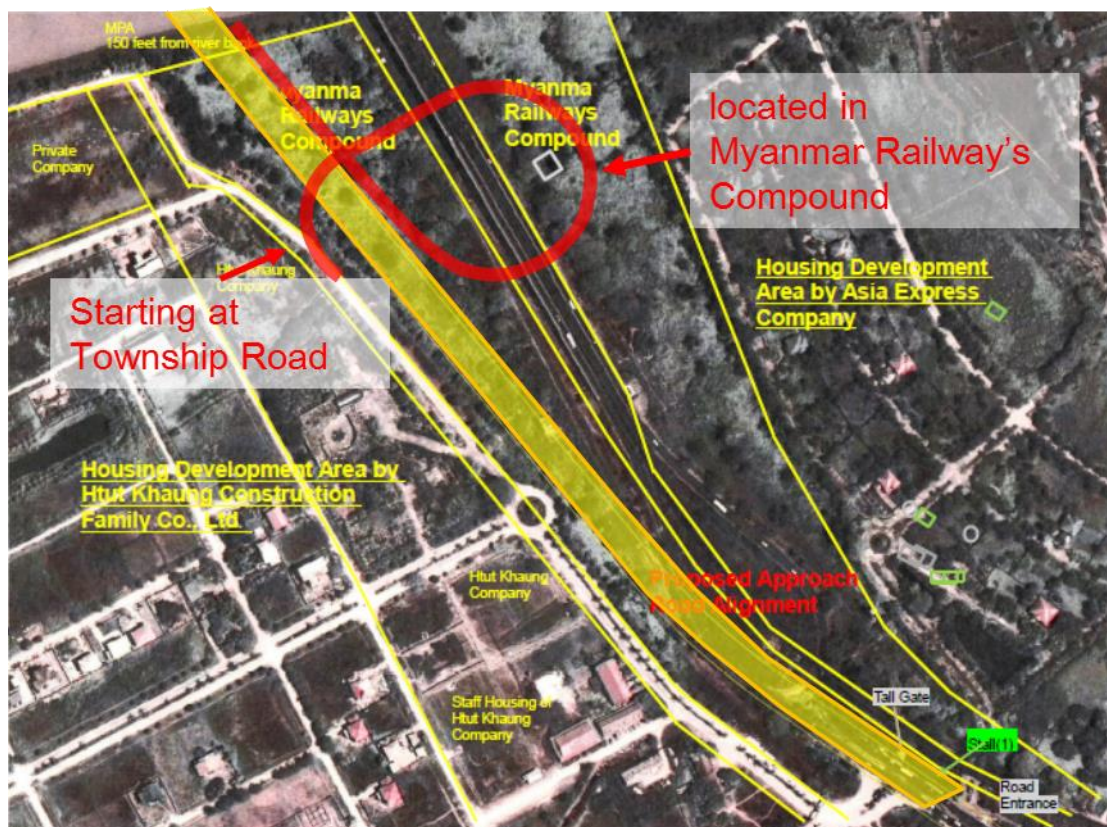 MPA
150 feet from river bank
Myanma
Railways
Compound
Myanma
Railways
Compound
located in
Myanmar Railway's
Compound
Private
Company
Htut Khaung
Company
Starting at
Township Road
Housing Development
Area by Asia Express
Company
Housing Development Area by
Htut Khaung Construction
Family Co., Ltd
Htut Khaung
Company
Proposed Approach
Road Alignment
Staff Housing of
Htut Khaung
Company
Tall Gate
Stall(1)
Road
Entrance